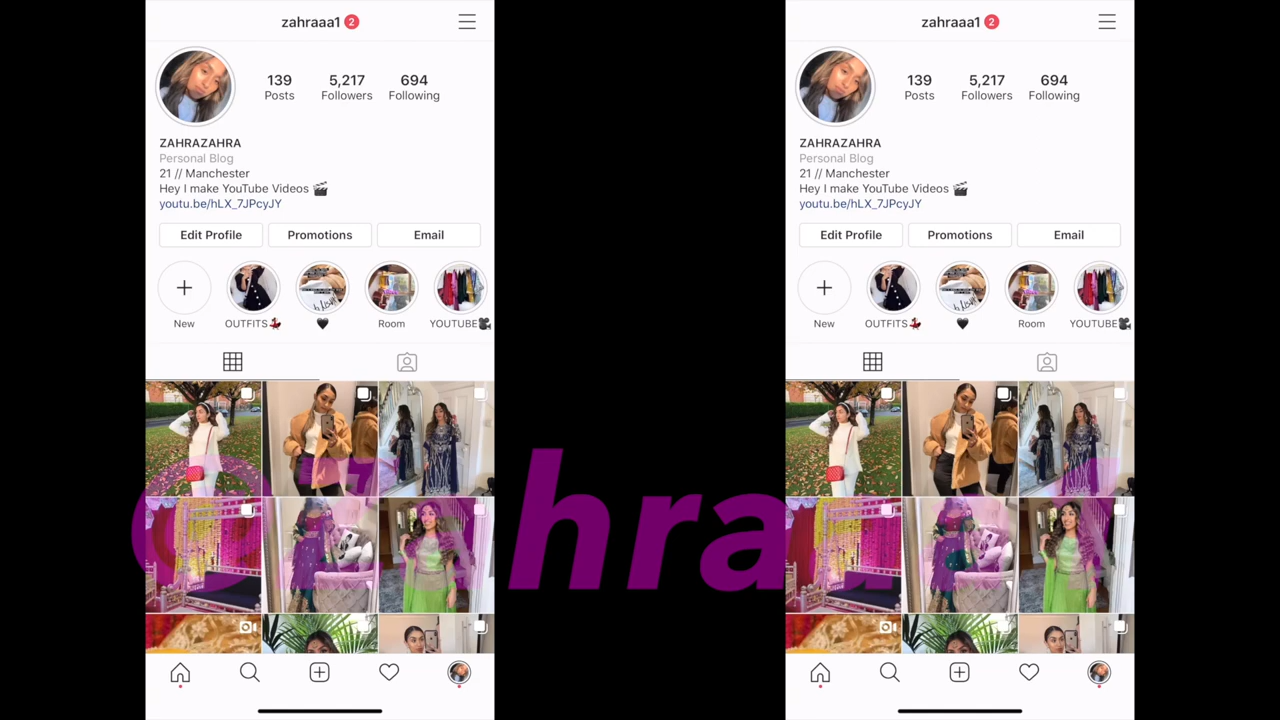 zahraaa1 2
139 5,217 694
Posts Followers Following
ZAHRAZAHRA
Personal Blog
21 // Manchester
Hey I make YouTube Videos 🎬
youtu.be/hLX_7JPcyJY
Edit Profile Promotions Email
New OUTFITS💃 🖤 Room YOUTUBE🎥
zahraaa1 2
139 5,217 694
Posts Followers Following
ZAHRAZAHRA
Personal Blog
21 // Manchester
Hey I make YouTube Videos 🎬
youtu.be/hLX_7JPcyJY
Edit Profile Promotions Email
New OUTFITS💃 🖤 Room YOUTUBE🎥